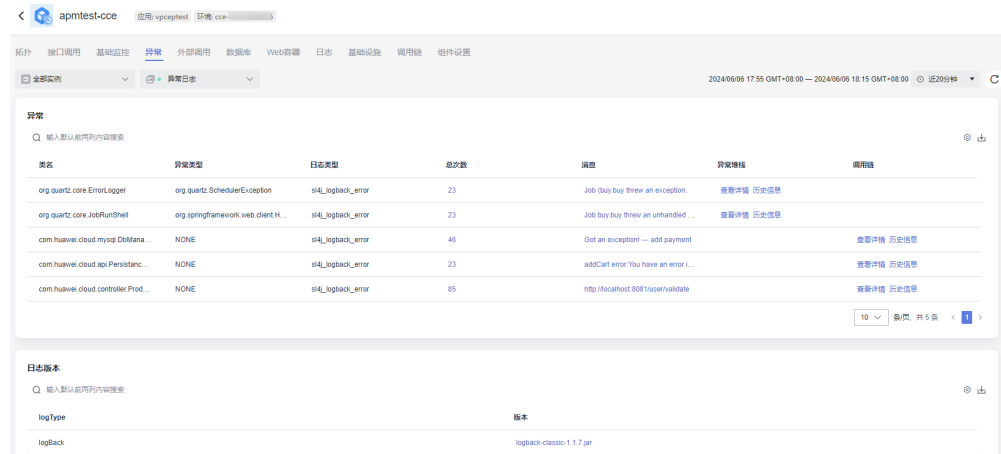 apmtest-cce 应用: vpceptest 环境: cce-
拓扑 接口调用 基础监控 异常 外部调用 数据库 Web容器 日志 基础设施 调用链 组件设置
全部实例 异常日志 2024/06/06 17:55 GMT+08:00 — 2024/06/06 18:15 GMT+08:00 近20分钟
异常
输入默认前两列内容搜索
类名 异常类型 日志类型 总次数 消息 异常堆栈 调用链
org.quartz.core.ErrorLogger org.quartz.SchedulerException sl4j_logback_error 23 Job (buy.buy threw an exception. 查看详情 历史信息
org.quartz.core.JobRunShell org.springframework.web.client.H... sl4j_logback_error 23 Job buy.buy threw an unhandled ... 查看详情 历史信息
com.huawei.cloud.mysql.DbMana... NONE sl4j_logback_error 46 Got an exception! — add payment 查看详情 历史信息
com.huawei.cloud.api.Persistanc... NONE sl4j_logback_error 23 addCart error:You have an error i... 查看详情 历史信息
com.huawei.cloud.controller.Prod... NONE sl4j_logback_error 85 http://localhost:8081/user/validate 查看详情 历史信息
10 条/页, 共 5 条 < 1 >
日志版本
输入默认前两列内容搜索
logType 版本
logBack logback-classic-1.1.7.jar